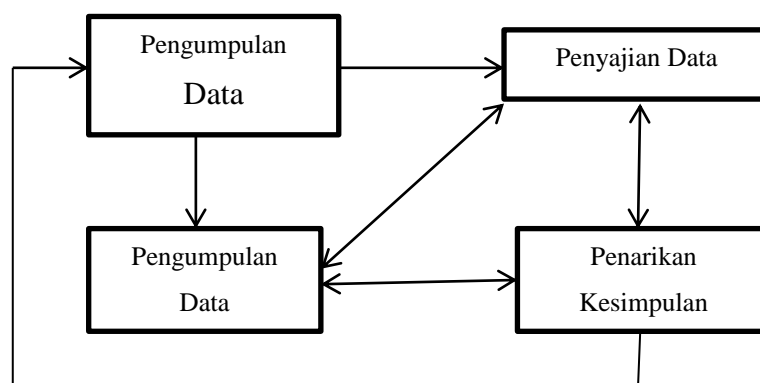 Pengumpulan
Data
Penyajian Data
Pengumpulan
Data
Penarikan
Kesimpulan